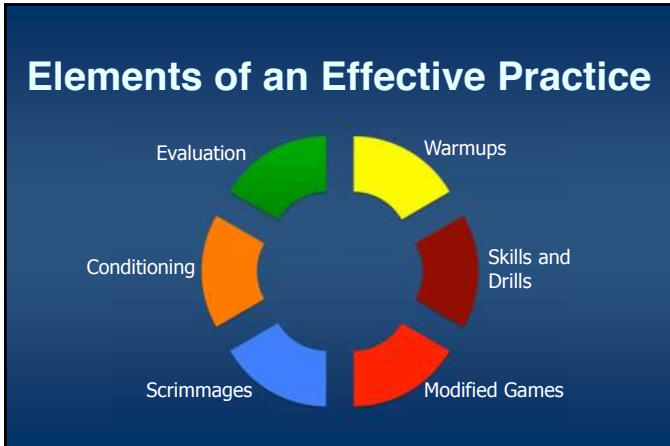 Elements of an Effective Practice
Evaluation
Warmups
Conditioning
Skills and
Drills
Scrimmages
Modified Games